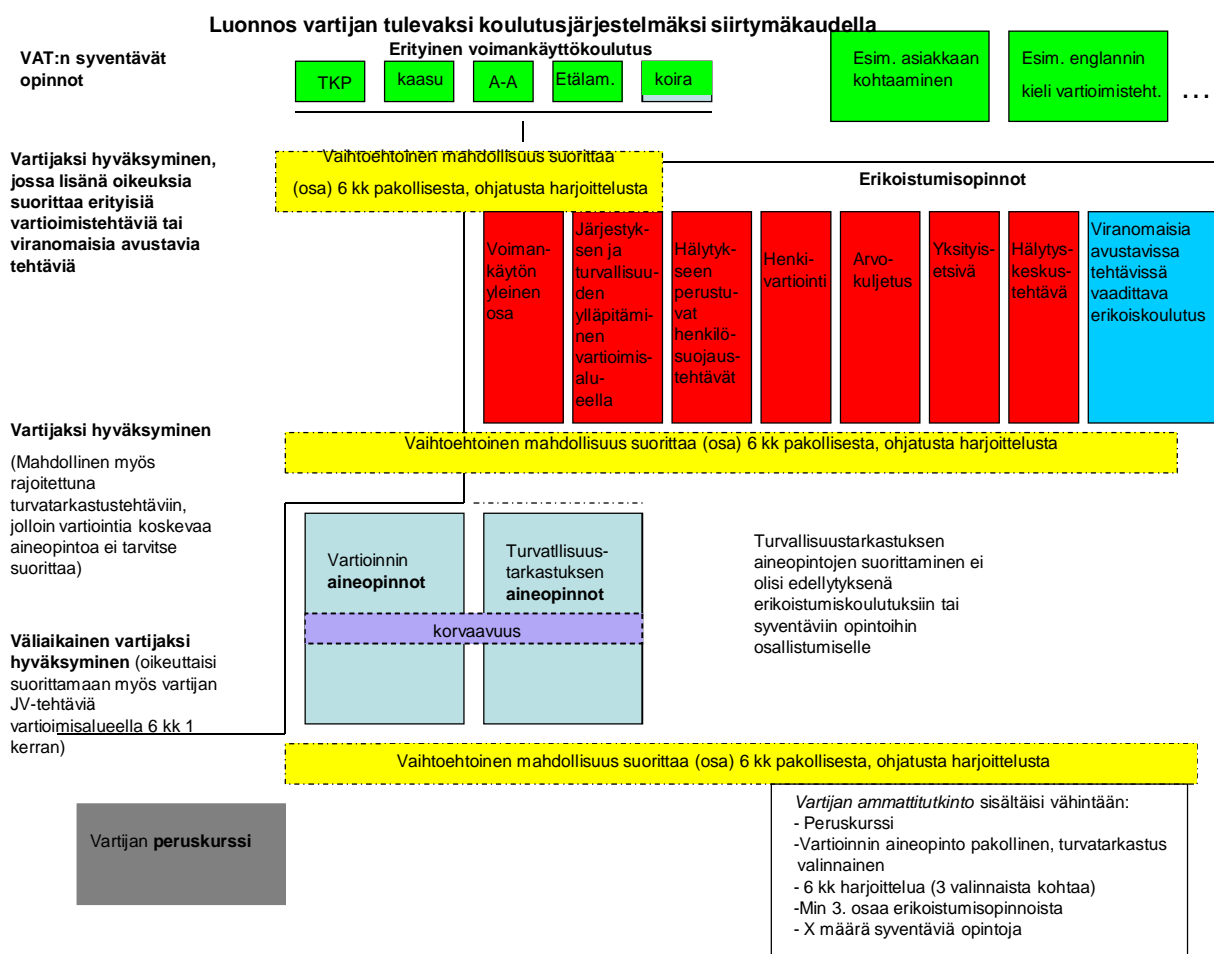 Luonnos vartijan tulevaksi koulutusjärjestelmäksi siirtymäkaudella
VAT:n syventävät
opinnot
Erityinen voimankäyttökoulutus
TKP
kaasu
A-A
Etälam.
koira
Esim. asiakkaan
kohtaaminen
Esim. englannin
kieli vartioimisteht.
...
Vartijaksi hyväksyminen,
jossa lisänä oikeuksia
suorittaa erityisiä
vartioimistehtäviä tai
viranomaisia avustavia
tehtäviä
Vaihtoehtoinen mahdollisuus suorittaa
(osa) 6 kk pakollisesta, ohjatusta harjoittelusta
Erikoistumisopinnot
Voiman-
käytön
yleinen
osa
Järjestyk-
sen ja
turvallisuu-
den
ylläpitämi-
nen
vartioimis-
alu-
eella
Hälytyk-
seen
perustu-
vat
henkilö-
suojaus-
tehtävät
Henki-
vartiointi
Arvo-
kuljetus
Yksityis-
etsivä
Hälytys-
keskus-
tehtävä
Viranomaisia
avustavissa
tehtävissä
vaadittava
erikoiskoulutus
Vartijaksi hyväksyminen
(Mahdollinen myös
rajoitettuna
turvatarkastustehtäviin,
jolloin vartiointia koskevaa
aineopintoa ei tarvitse
suorittaa)
Vaihtoehtoinen mahdollisuus suorittaa (osa) 6 kk pakollisesta, ohjatusta harjoittelusta
Vartioinnin
aineopinnot
Turvatllisuus-
tarkastuksen
aineopinnot
korvaavuus
Turvallisuustarkastuksen
aineopintojen suorittaminen ei
olisi edellytyksenä
erikoistumiskoulutuksiin tai
syventäviin opintoihin
osallistumiselle
Väliaikainen vartijaksi
hyväksyminen (oikeuttaisi
suorittamaan myös vartijan
JV-tehtäviä
vartioimisalueella 6 kk 1
kerran)
Vaihtoehtoinen mahdollisuus suorittaa (osa) 6 kk pakollisesta, ohjatusta harjoittelusta
Vartijan peruskurssi
Vartijan ammattitutkinto sisältäisi vähintään:
- Peruskurssi
-Vartioinnin aineopinto pakollinen, turvatarkastus
valinnainen
- 6 kk harjoittelua (3 valinnaista kohtaa)
-Min 3. osaa erikoistumisopinnoista
- X määrä syventäviä opintoja